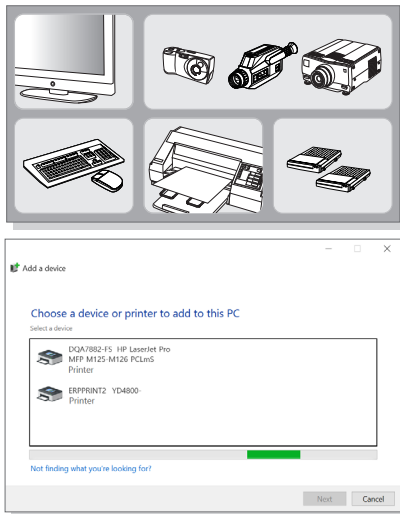 Add a device
Choose a device or printer to add to this PC
Select a device
DQA7882-F5 HP LaserJet Pro
MFP M125-M126 PCLmS
Printer
ERPPRINT2 YD4800-
Printer
Not finding what you're looking for?
Next Cancel